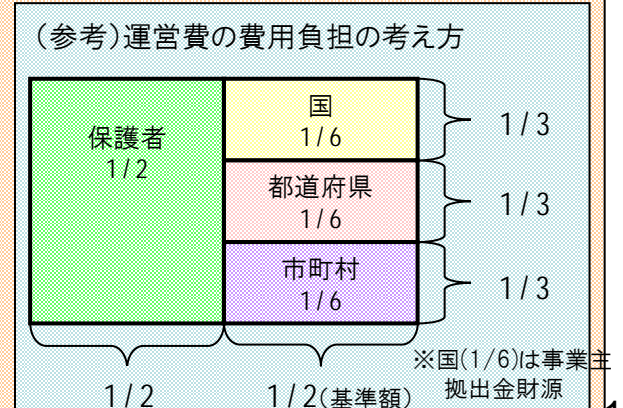 （参考）運営費の費用負担の考え方
保護者
1/2
国
1/6
1/3
都道府県
1/6
1/3
市町村
1/6
1/3
1/2
1/2(基準額)
※国(1/6)は事業主
拠出金財源
1